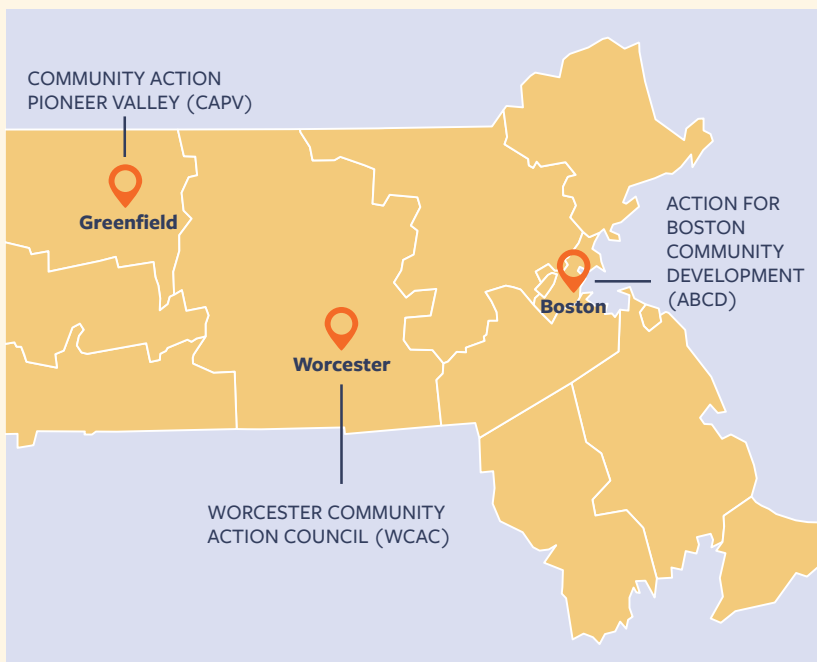 COMMUNITY ACTION
PIONEER VALLEY (CAPV)
Greenfield
ACTION FOR
BOSTON
COMMUNITY
DEVELOPMENT
(ABCD)
Boston
Worcester
WORCESTER COMMUNITY
ACTION COUNCIL (WCAC)